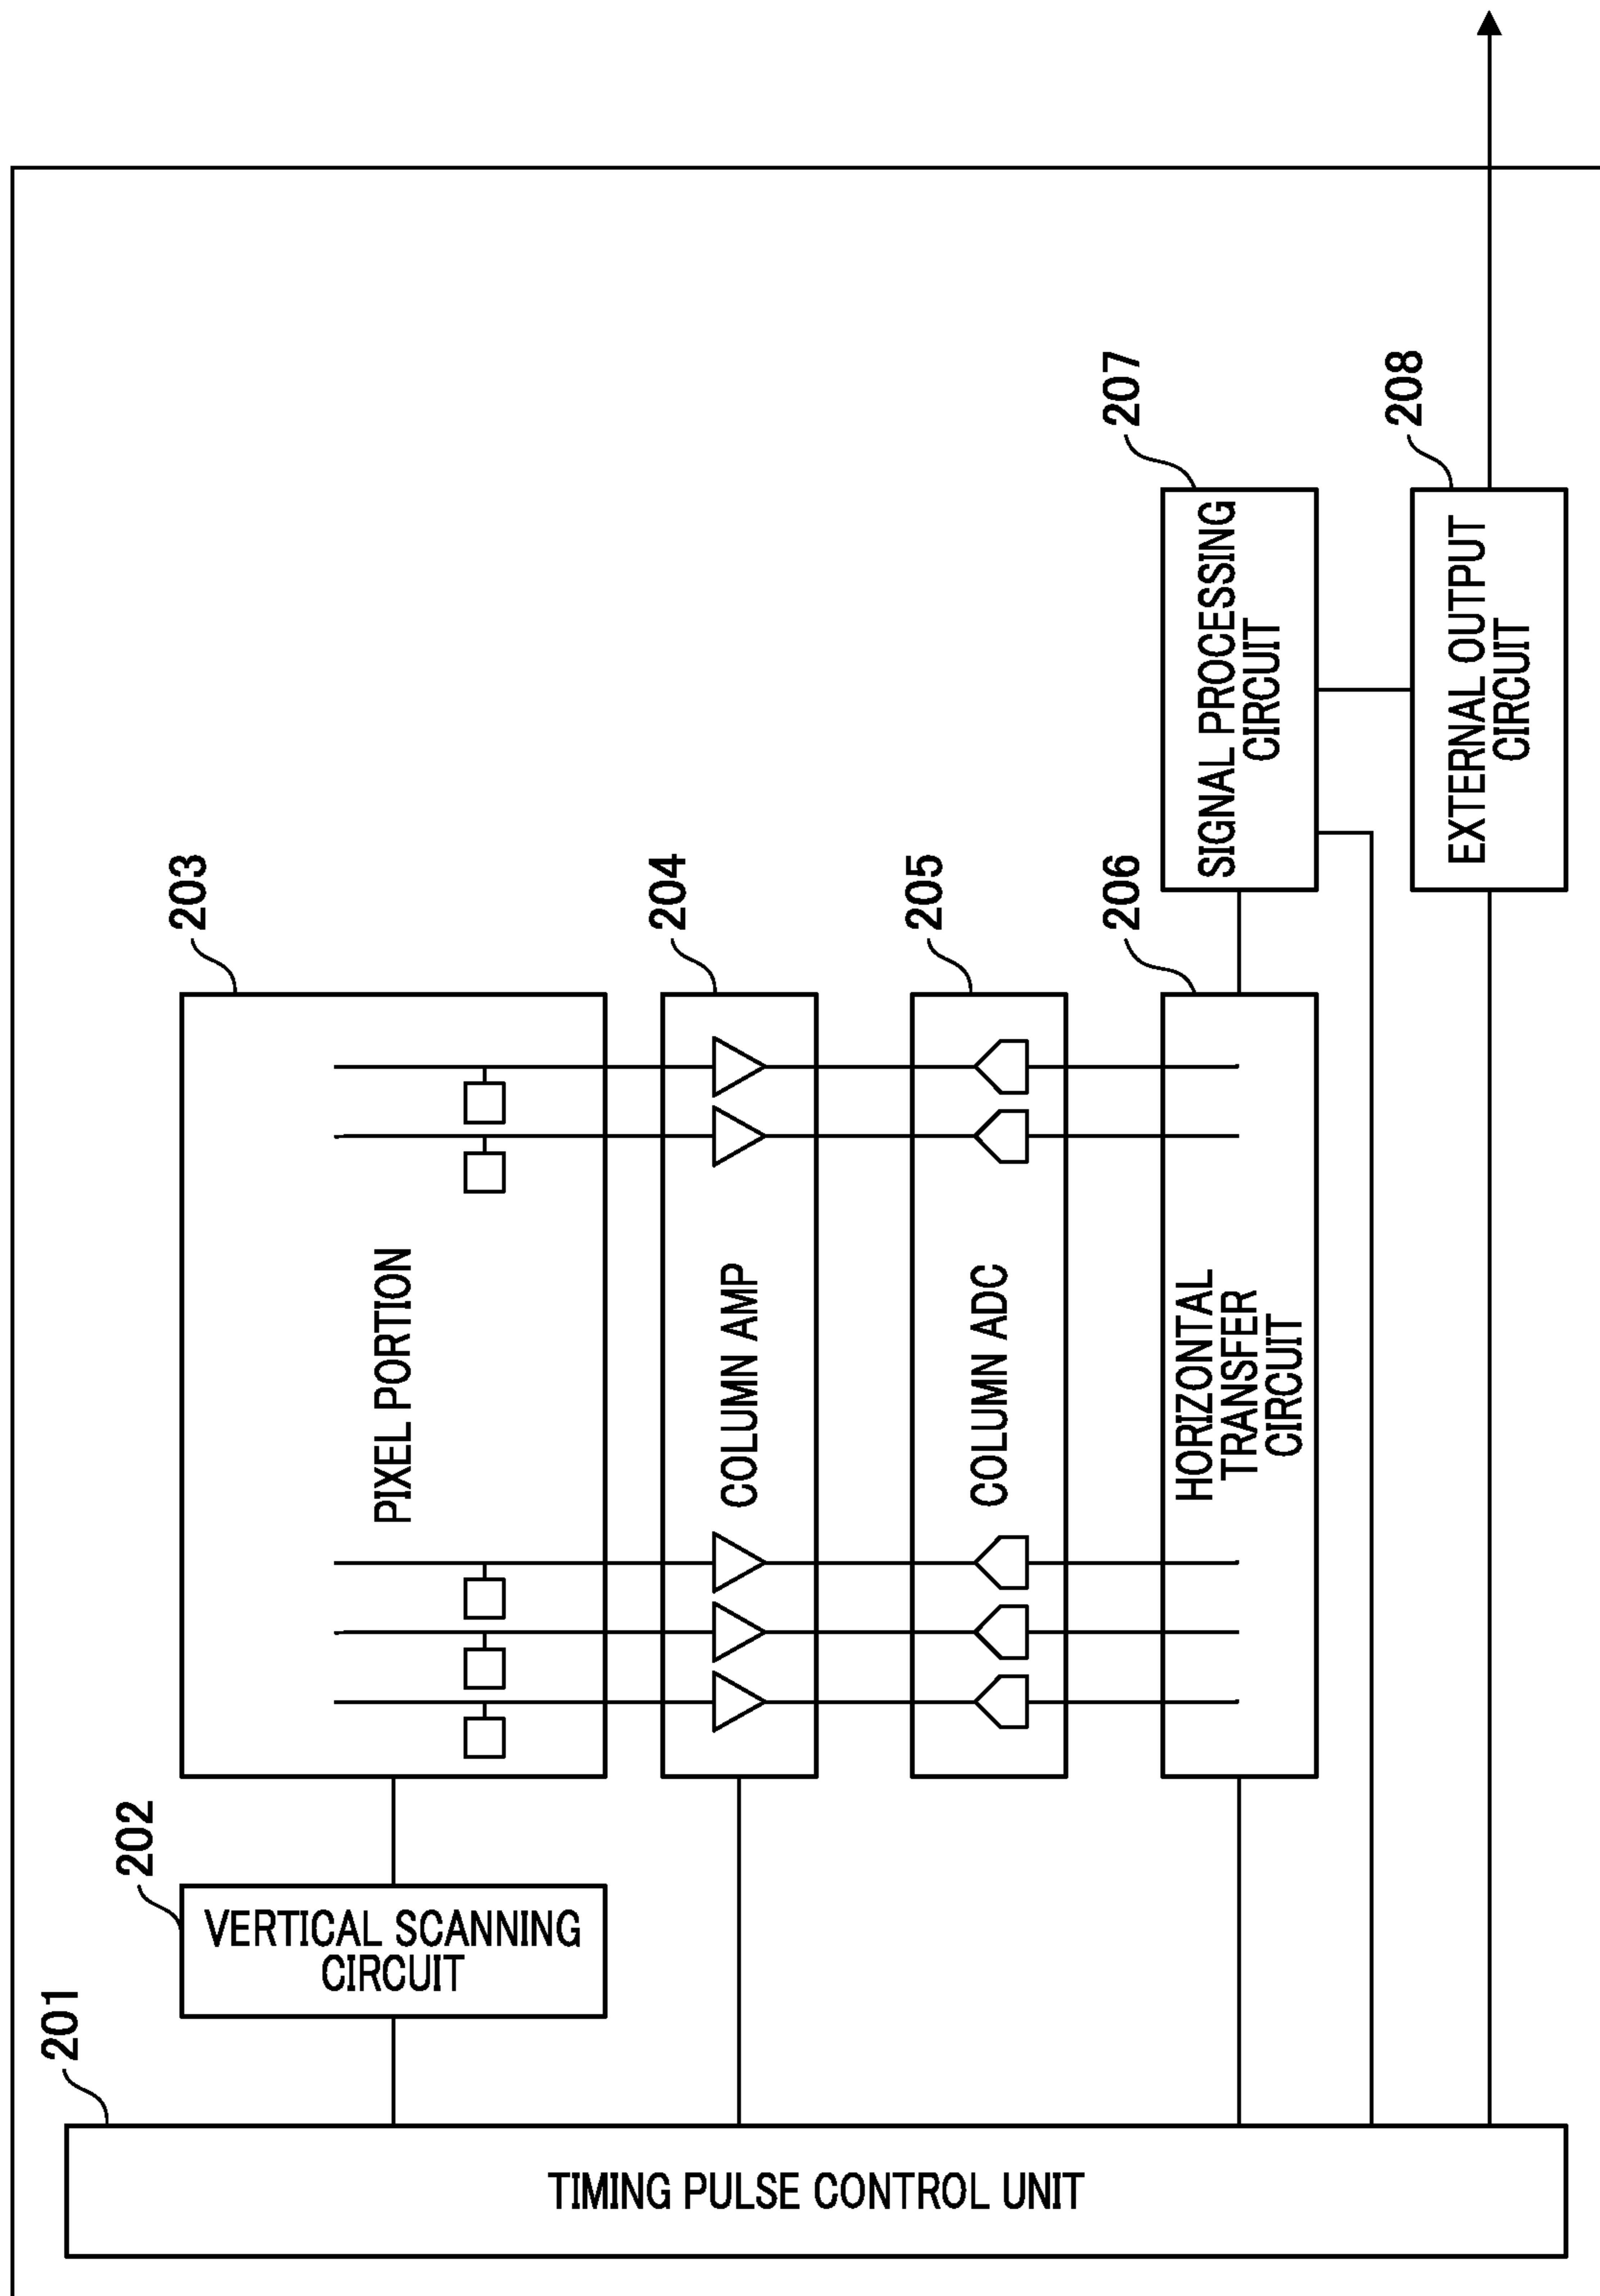 201
TIMING PULSE CONTROL UNIT
202
VERTICAL SCANNING
CIRCUIT
203
PIXEL PORTION
204
COLUMN AMP
205
COLUMN ADC
206
HORIZONTAL
TRANSFER
CIRCUIT
207
SIGNAL PROCESSING
CIRCUIT
208
EXTERNAL OUTPUT
CIRCUIT